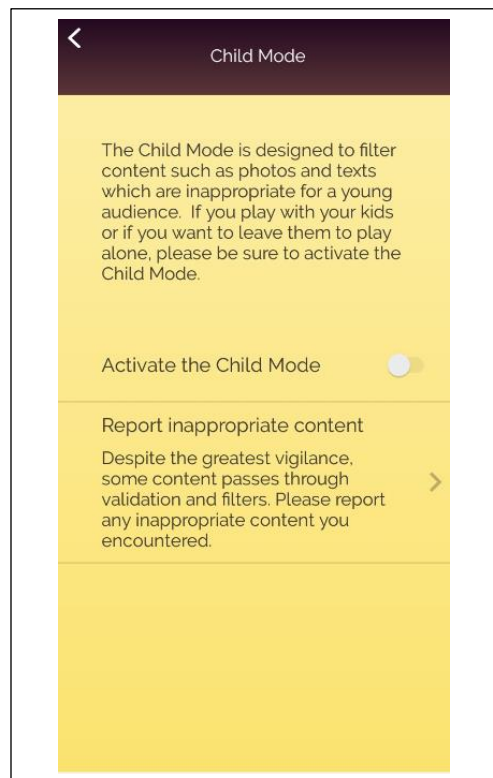 Child Mode
The Child Mode is designed to filter
content such as photos and texts
which are inappropriate for a young
audience. If you play with your kids
or if you want to leave them to play
alone, please be sure to activate the
Child Mode.
Activate the Child Mode
Report inappropriate content
Despite the greatest vigilance,
some content passes through
validation and filters. Please report
any inappropriate content you
encountered.